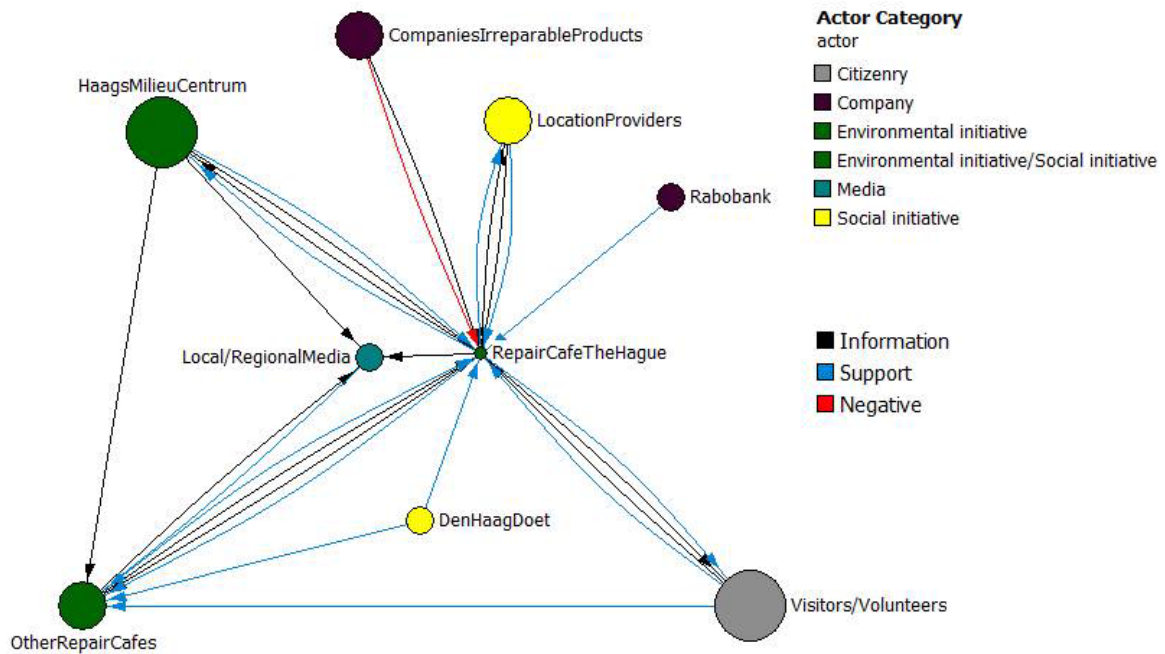 CompaniesIrreparableProducts
HaagsMilieuCentrum
LocationProviders
Rabobank
Local/RegionalMedia
RepairCafeTheHague
DenHaagDoet
Visitors/Volunteers
OtherRepairCafes
Actor Category
actor
Citizenry
Company
Environmental initiative
Environmental initiative/Social initiative
Media
Social initiative
Information
Support
Negative